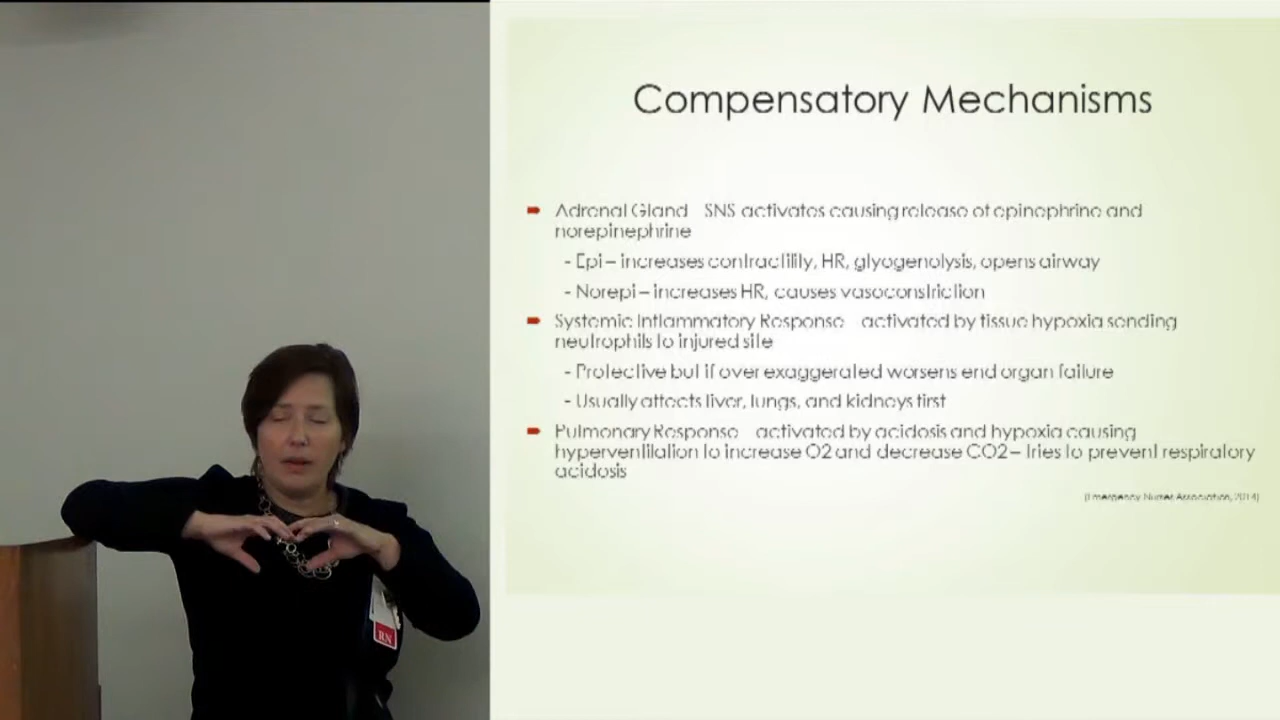 Compensatory Mechanisms
Adrenal Gland SNS activates causing release of epinephrine and
norepinephrine
- Epi – increases contractility, HR, glyogenolysis, opens airway
- Norepi – increases HR, causes vasoconstriction
Systemic Inflammatory Response activated by tissue hypoxia sending
neutrophils to injured site
- Protective but if over exaggerated worsens end organ failure
- Usually affects liver, lungs, and kidneys first
Pulmonary Response activated by acidosis and hypoxia causing
hyperventilation to increase O2 and decrease CO2 – tries to prevent respiratory
acidosis
(Emergency Nurses Association, 2014)
RN